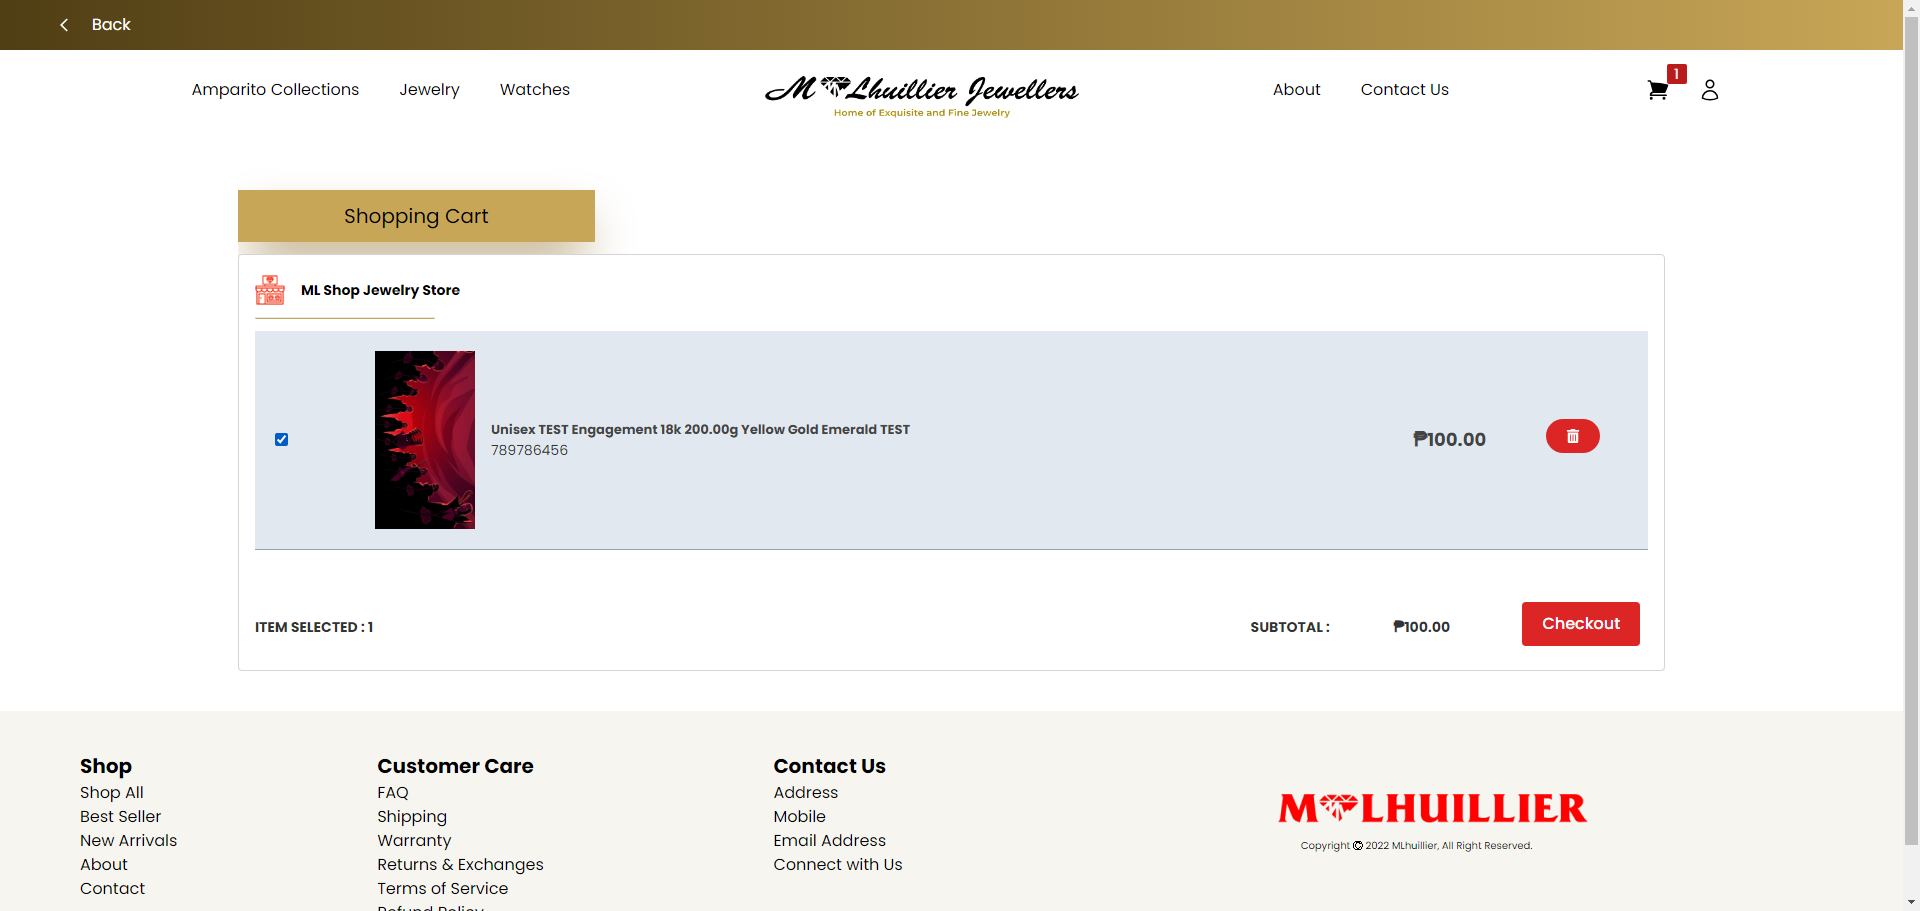 Back
Amparito Collections
Jewelry
Watches
M Lhuillier Jewellers
Home of Exquisite and Fine Jewelry
About
Contact Us
1
Shopping Cart
ML Shop Jewelry Store
Unisex TEST Engagement 18k 200.00g Yellow Gold Emerald TEST
789786456
₱100.00
ITEM SELECTED : 1
SUBTOTAL :
₱100.00
Checkout
Shop
Shop All
Best Seller
New Arrivals
About
Contact
Customer Care
FAQ
Shipping
Warranty
Returns & Exchanges
Terms of Service
Refund Policy
Contact Us
Address
Mobile
Email Address
Connect with Us
M LHUILLIER
Copyright © 2022 MLhuillier, All Right Reserved.